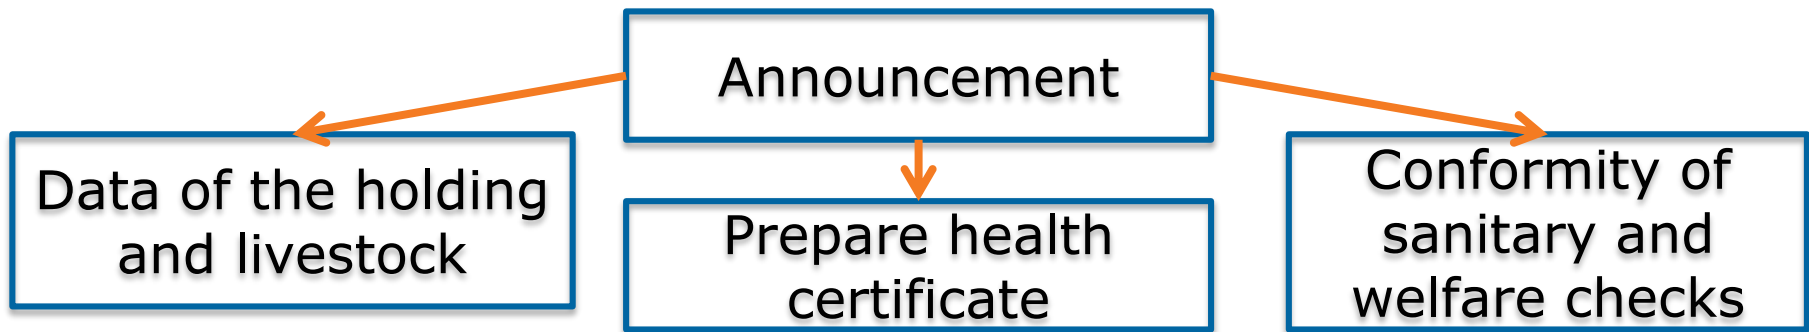 Announcement
Data of the holding
and livestock
Prepare health
certificate
Conformity of
sanitary and
welfare checks